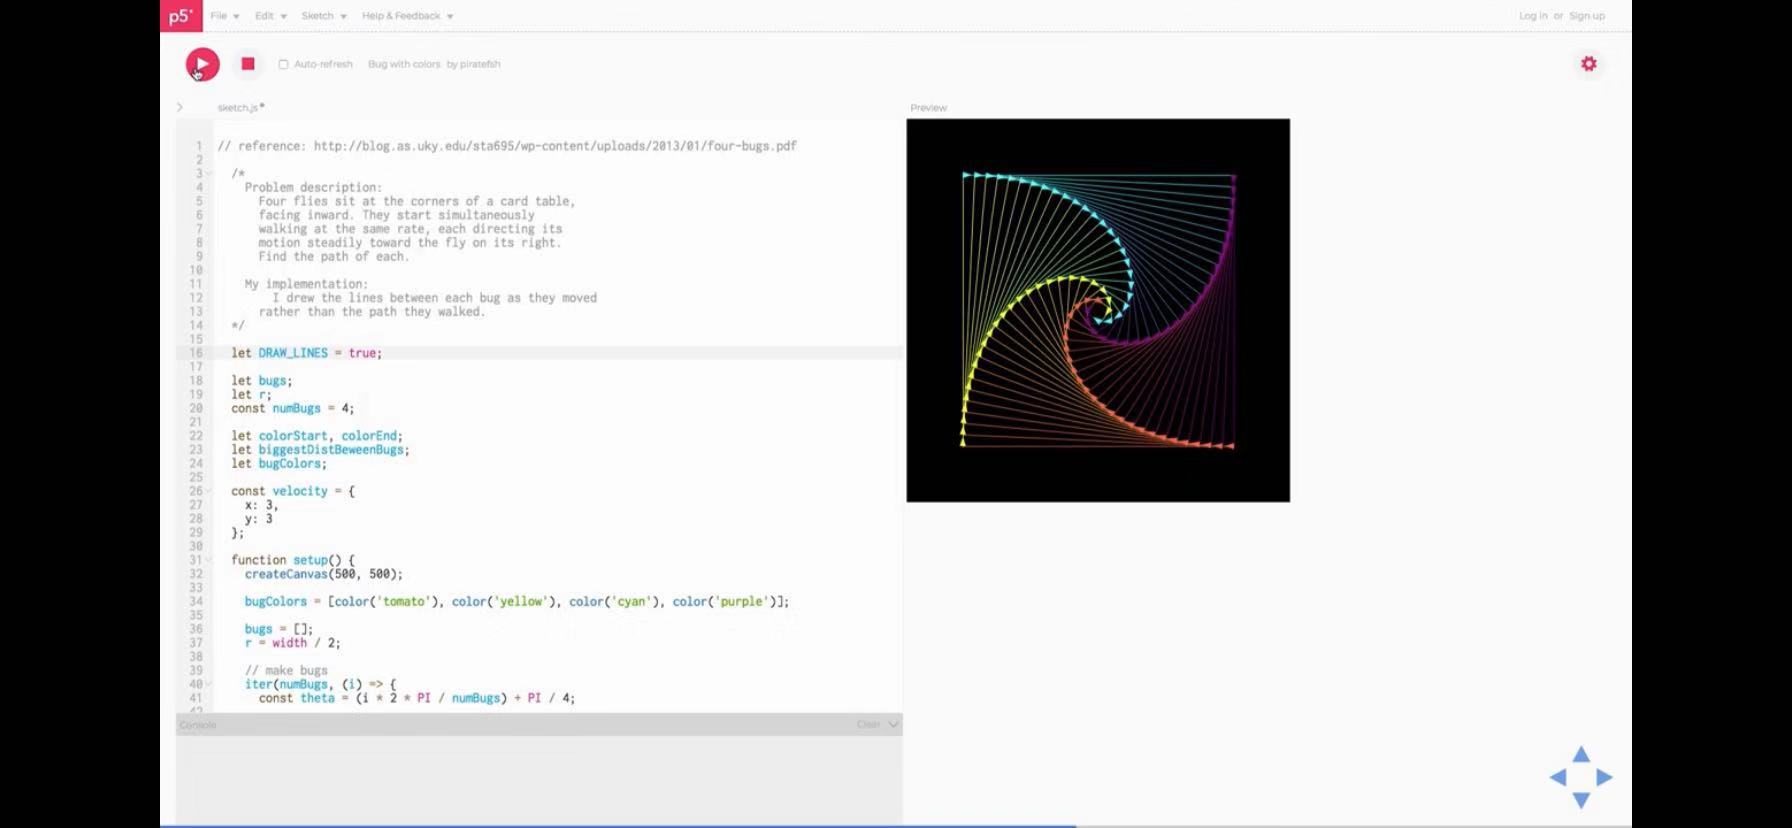 p5* File Edit Sketch Help & Feedback Log in or Sign up
Auto-refresh Bug with colors by piratefsh
sketch.js* Preview
1 // reference: http://blog.as.uky.edu/sta695/wp-content/uploads/2013/01/four-bugs.pdf
2
3 /*
4 Problem description:
5 Four flies sit at the corners of a card table,
6 facing inward. They start simultaneously
7 walking at the same rate, each directing its
8 motion steadily toward the fly on its right.
9 Find the path of each.
10
11 My implementation:
12 I drew the lines between each bug as they moved
13 rather than the path they walked.
14 */
15
16 let DRAW_LINES = true;
17
18 let bugs;
19 let r;
20 const numBugs = 4;
21
22 let colorStart, colorEnd;
23 let biggestDistBeweenBugs;
24 let bugColors;
25
26 const velocity = {
27 x: 3,
28 y: 3
29 };
30
31 function setup() {
32 createCanvas(500, 500);
33
34 bugColors = [color('tomato'), color('yellow'), color('cyan'), color('purple')];
35
36 bugs = [];
37 r = width / 2;
38
39 // make bugs
40 iter(numBugs, (i) => {
41 const theta = (i * 2 * PI / numBugs) + PI / 4;
42
Console Clear